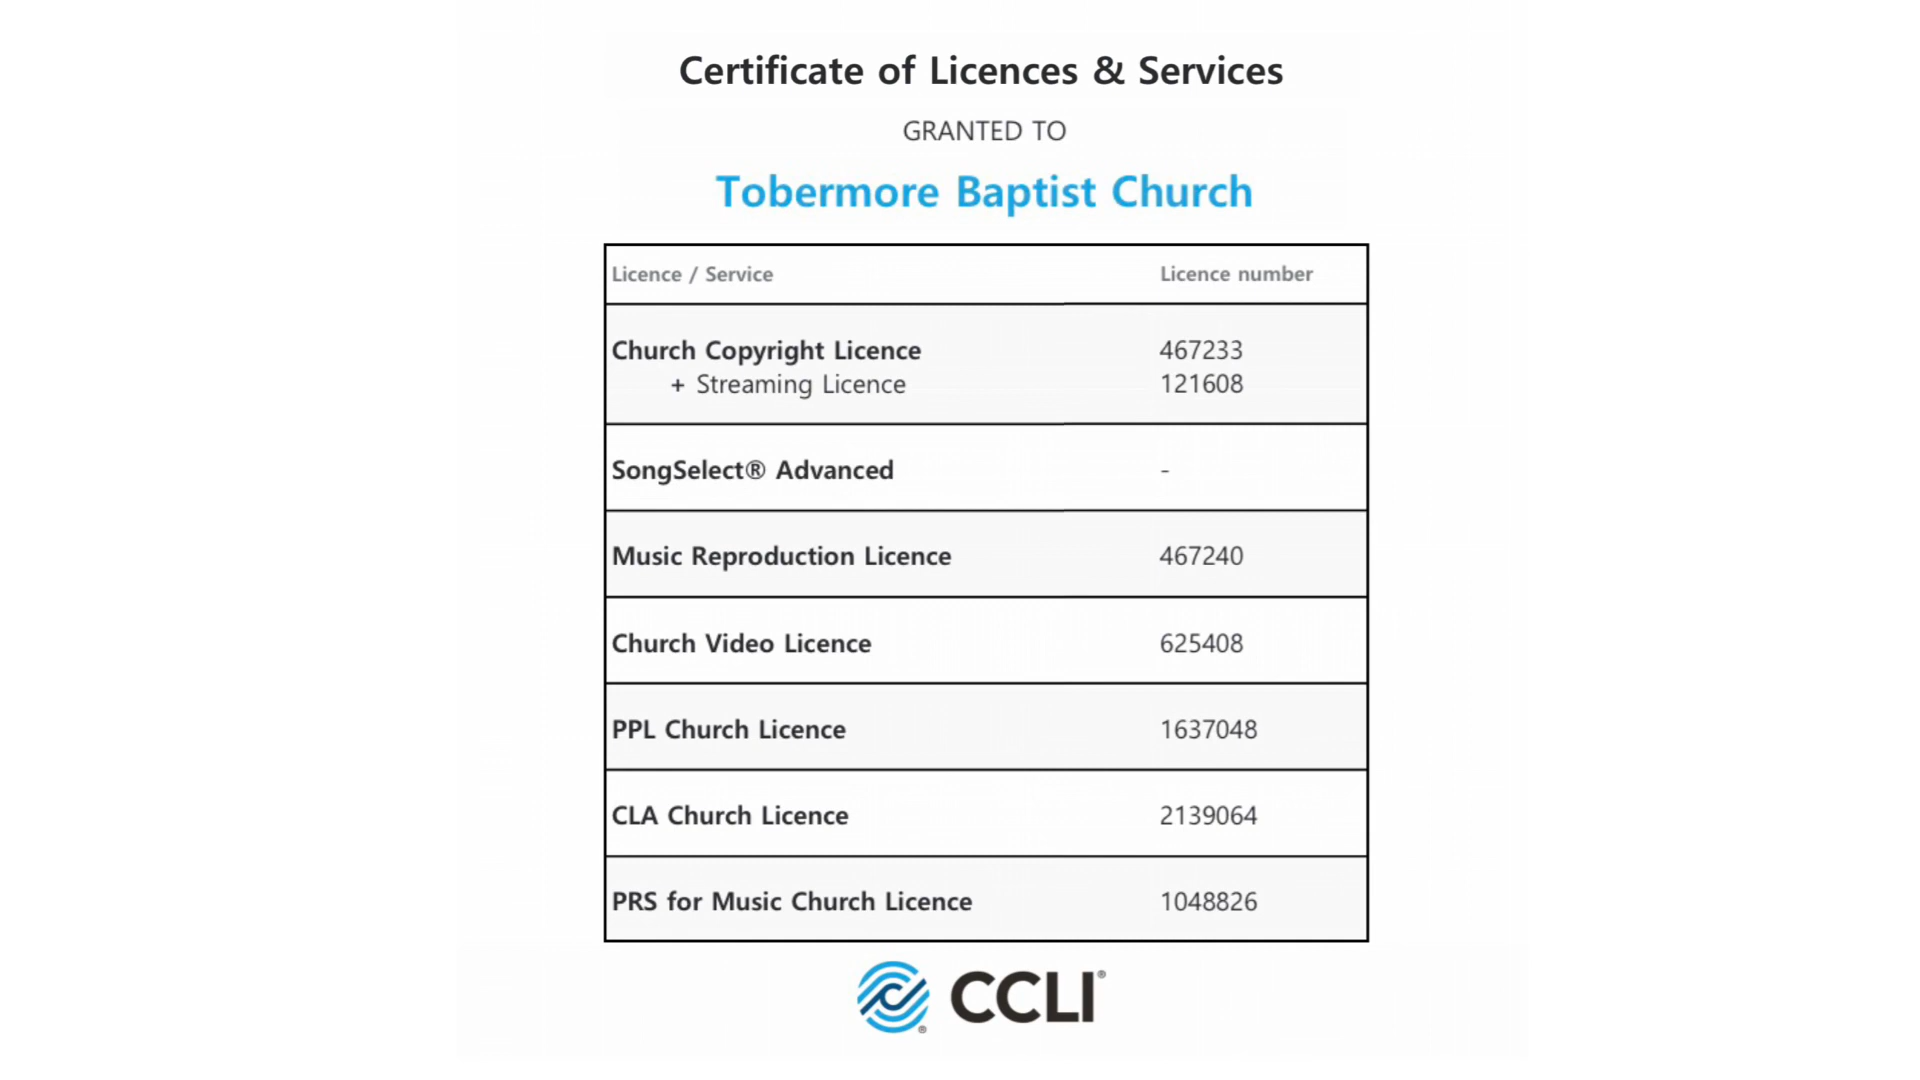 Certificate of Licences & Services
GRANTED TO
Tobermore Baptist Church
Licence / Service Licence number
Church Copyright Licence 467233
+ Streaming Licence 121608
SongSelect® Advanced -
Music Reproduction Licence 467240
Church Video Licence 625408
PPL Church Licence 1637048
CLA Church Licence 2139064
PRS for Music Church Licence 1048826
CCLI®